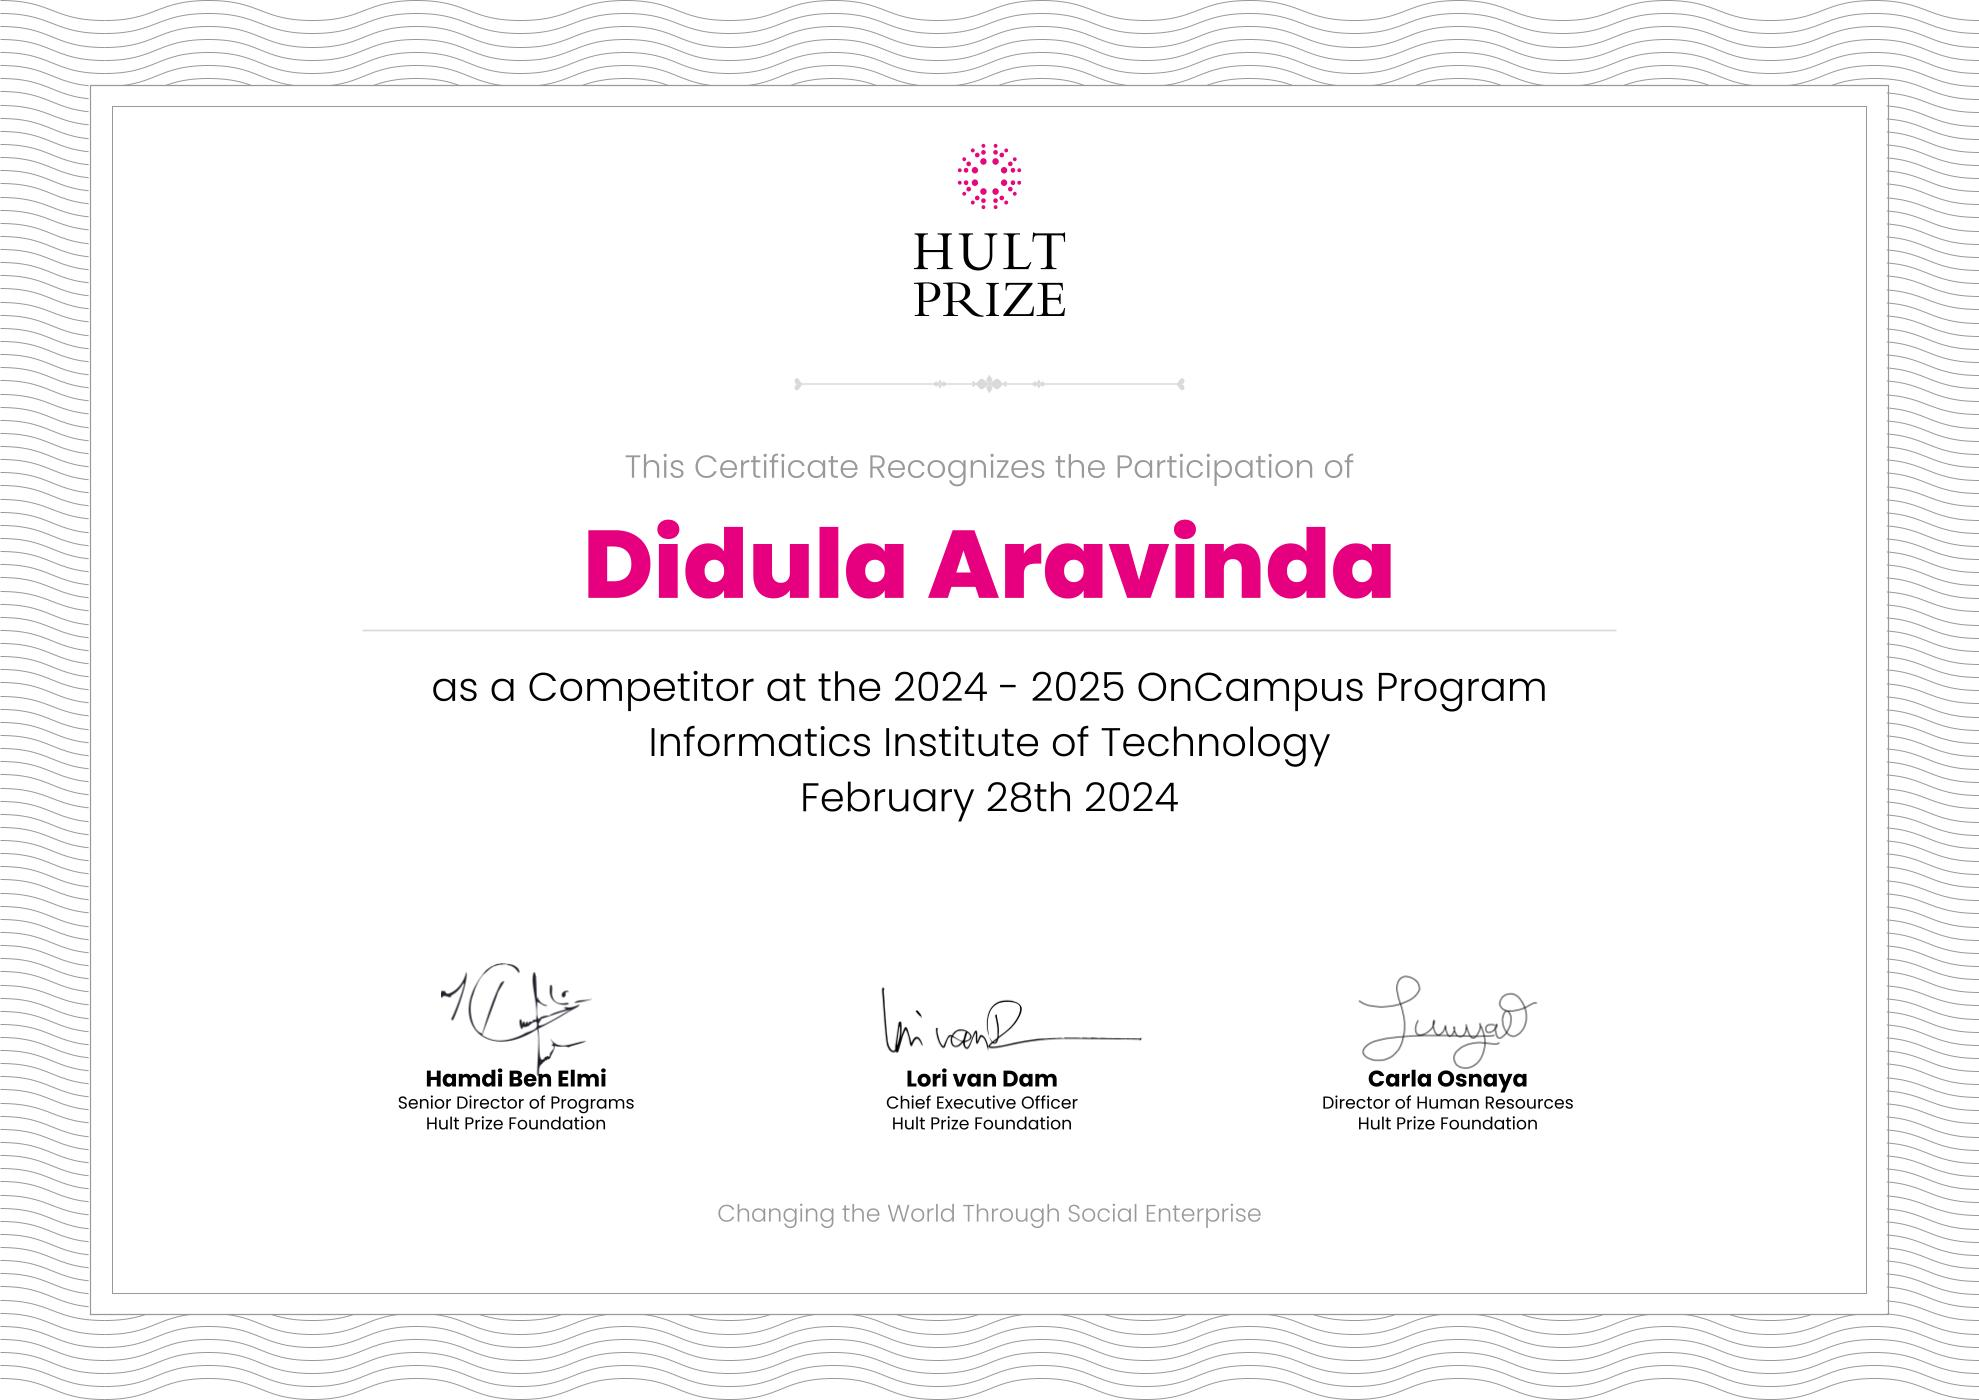 HULT
PRIZE
This Certificate Recognizes the Participation of
Didula Aravinda
as a Competitor at the 2024 - 2025 OnCampus Program
Informatics Institute of Technology
February 28th 2024
Hamdi Ben Elmi
Senior Director of Programs
Hult Prize Foundation
Lori van Dam
Chief Executive Officer
Hult Prize Foundation
Carla Osnaya
Director of Human Resources
Hult Prize Foundation
Changing the World Through Social Enterprise